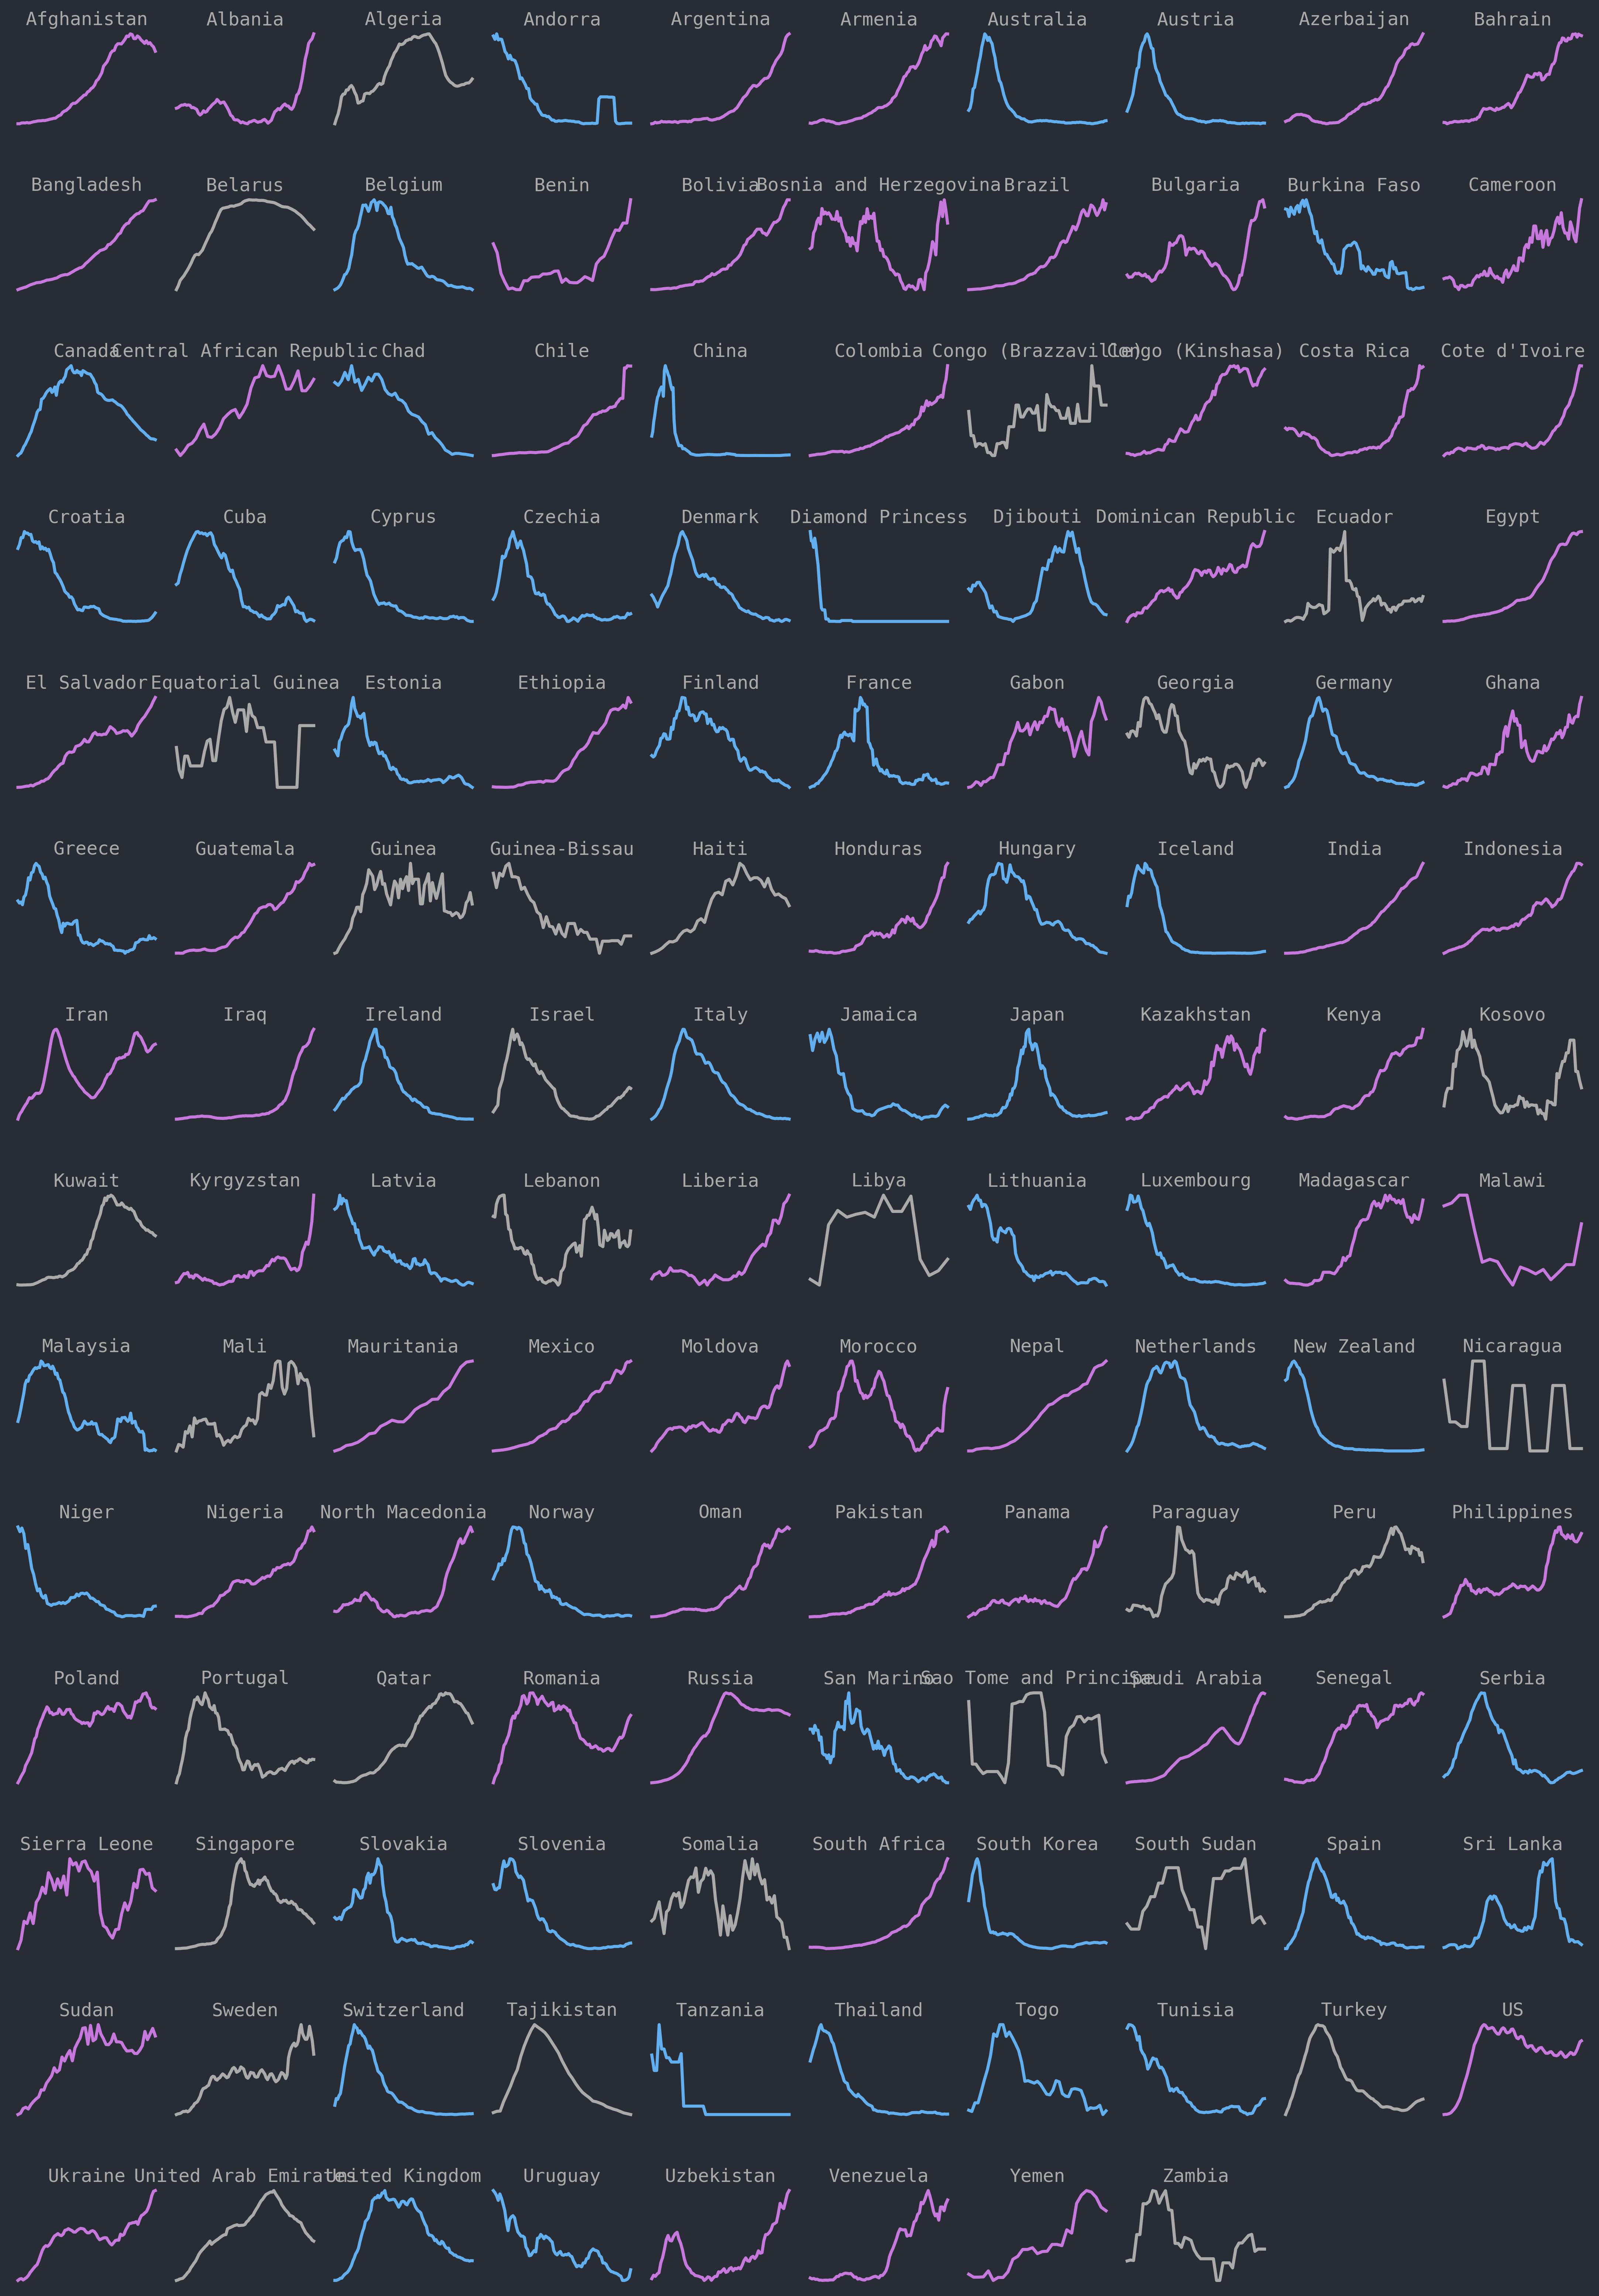 Afghanistan Albania Algeria Andorra Argentina Armenia Australia Austria Azerbaijan Bahrain
Bangladesh Belarus Belgium Benin Bolivia Bosnia and Herzegovina Brazil Bulgaria Burkina Faso Cameroon
Canada Central African Republic Chad Chile China Colombia Congo (Brazzaville) Congo (Kinshasa) Costa Rica Cote d'Ivoire
Croatia Cuba Cyprus Czechia Denmark Diamond Princess Djibouti Dominican Republic Ecuador Egypt
El Salvador Equatorial Guinea Estonia Ethiopia Finland France Gabon Georgia Germany Ghana
Greece Guatemala Guinea Guinea-Bissau Haiti Honduras Hungary Iceland India Indonesia
Iran Iraq Ireland Israel Italy Jamaica Japan Kazakhstan Kenya Kosovo
Kuwait Kyrgyzstan Latvia Lebanon Liberia Libya Lithuania Luxembourg Madagascar Malawi
Malaysia Mali Mauritania Mexico Moldova Morocco Nepal Netherlands New Zealand Nicaragua
Niger Nigeria North Macedonia Norway Oman Pakistan Panama Paraguay Peru Philippines
Poland Portugal Qatar Romania Russia San Marino Sao Tome and Principe Saudi Arabia Senegal Serbia
Sierra Leone Singapore Slovakia Slovenia Somalia South Africa South Korea South Sudan Spain Sri Lanka
Sudan Sweden Switzerland Tajikistan Tanzania Thailand Togo Tunisia Turkey US
Ukraine United Arab Emirates United Kingdom Uruguay Uzbekistan Venezuela Yemen Zambia